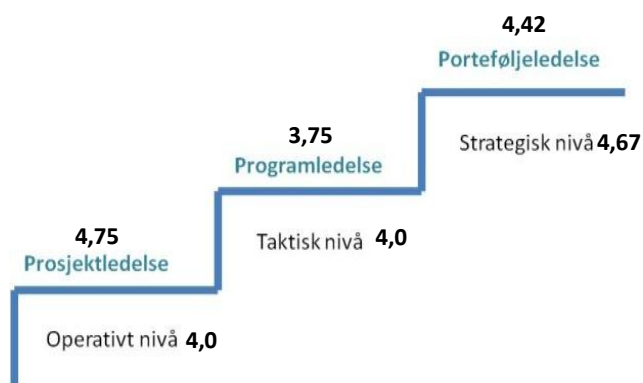 4,42
Porteføljeledelse
Strategisk nivå 4,67
3,75
Programledelse
Taktisk nivå 4,0
4,75
Prosjektledelse
Operativt nivå 4,0